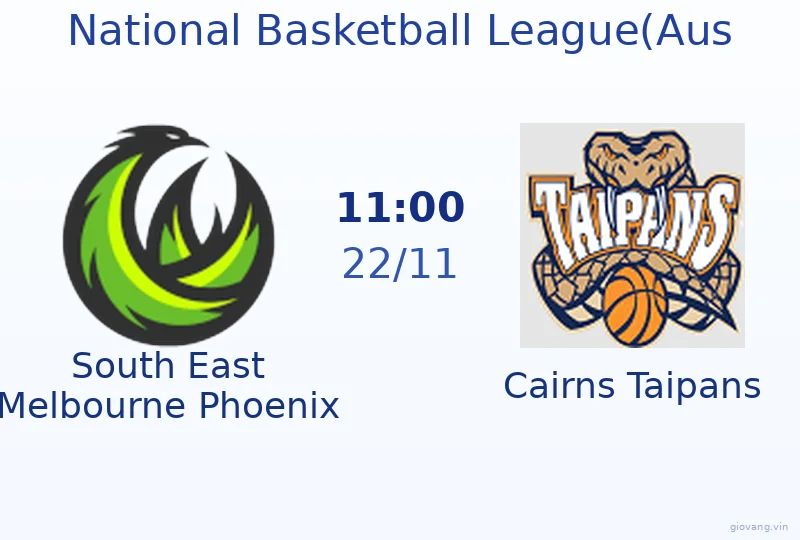 National Basketball League(Aus
11:00
22/11
TAIPANS
South East
Melbourne Phoenix
Cairns Taipans
giovang.vin